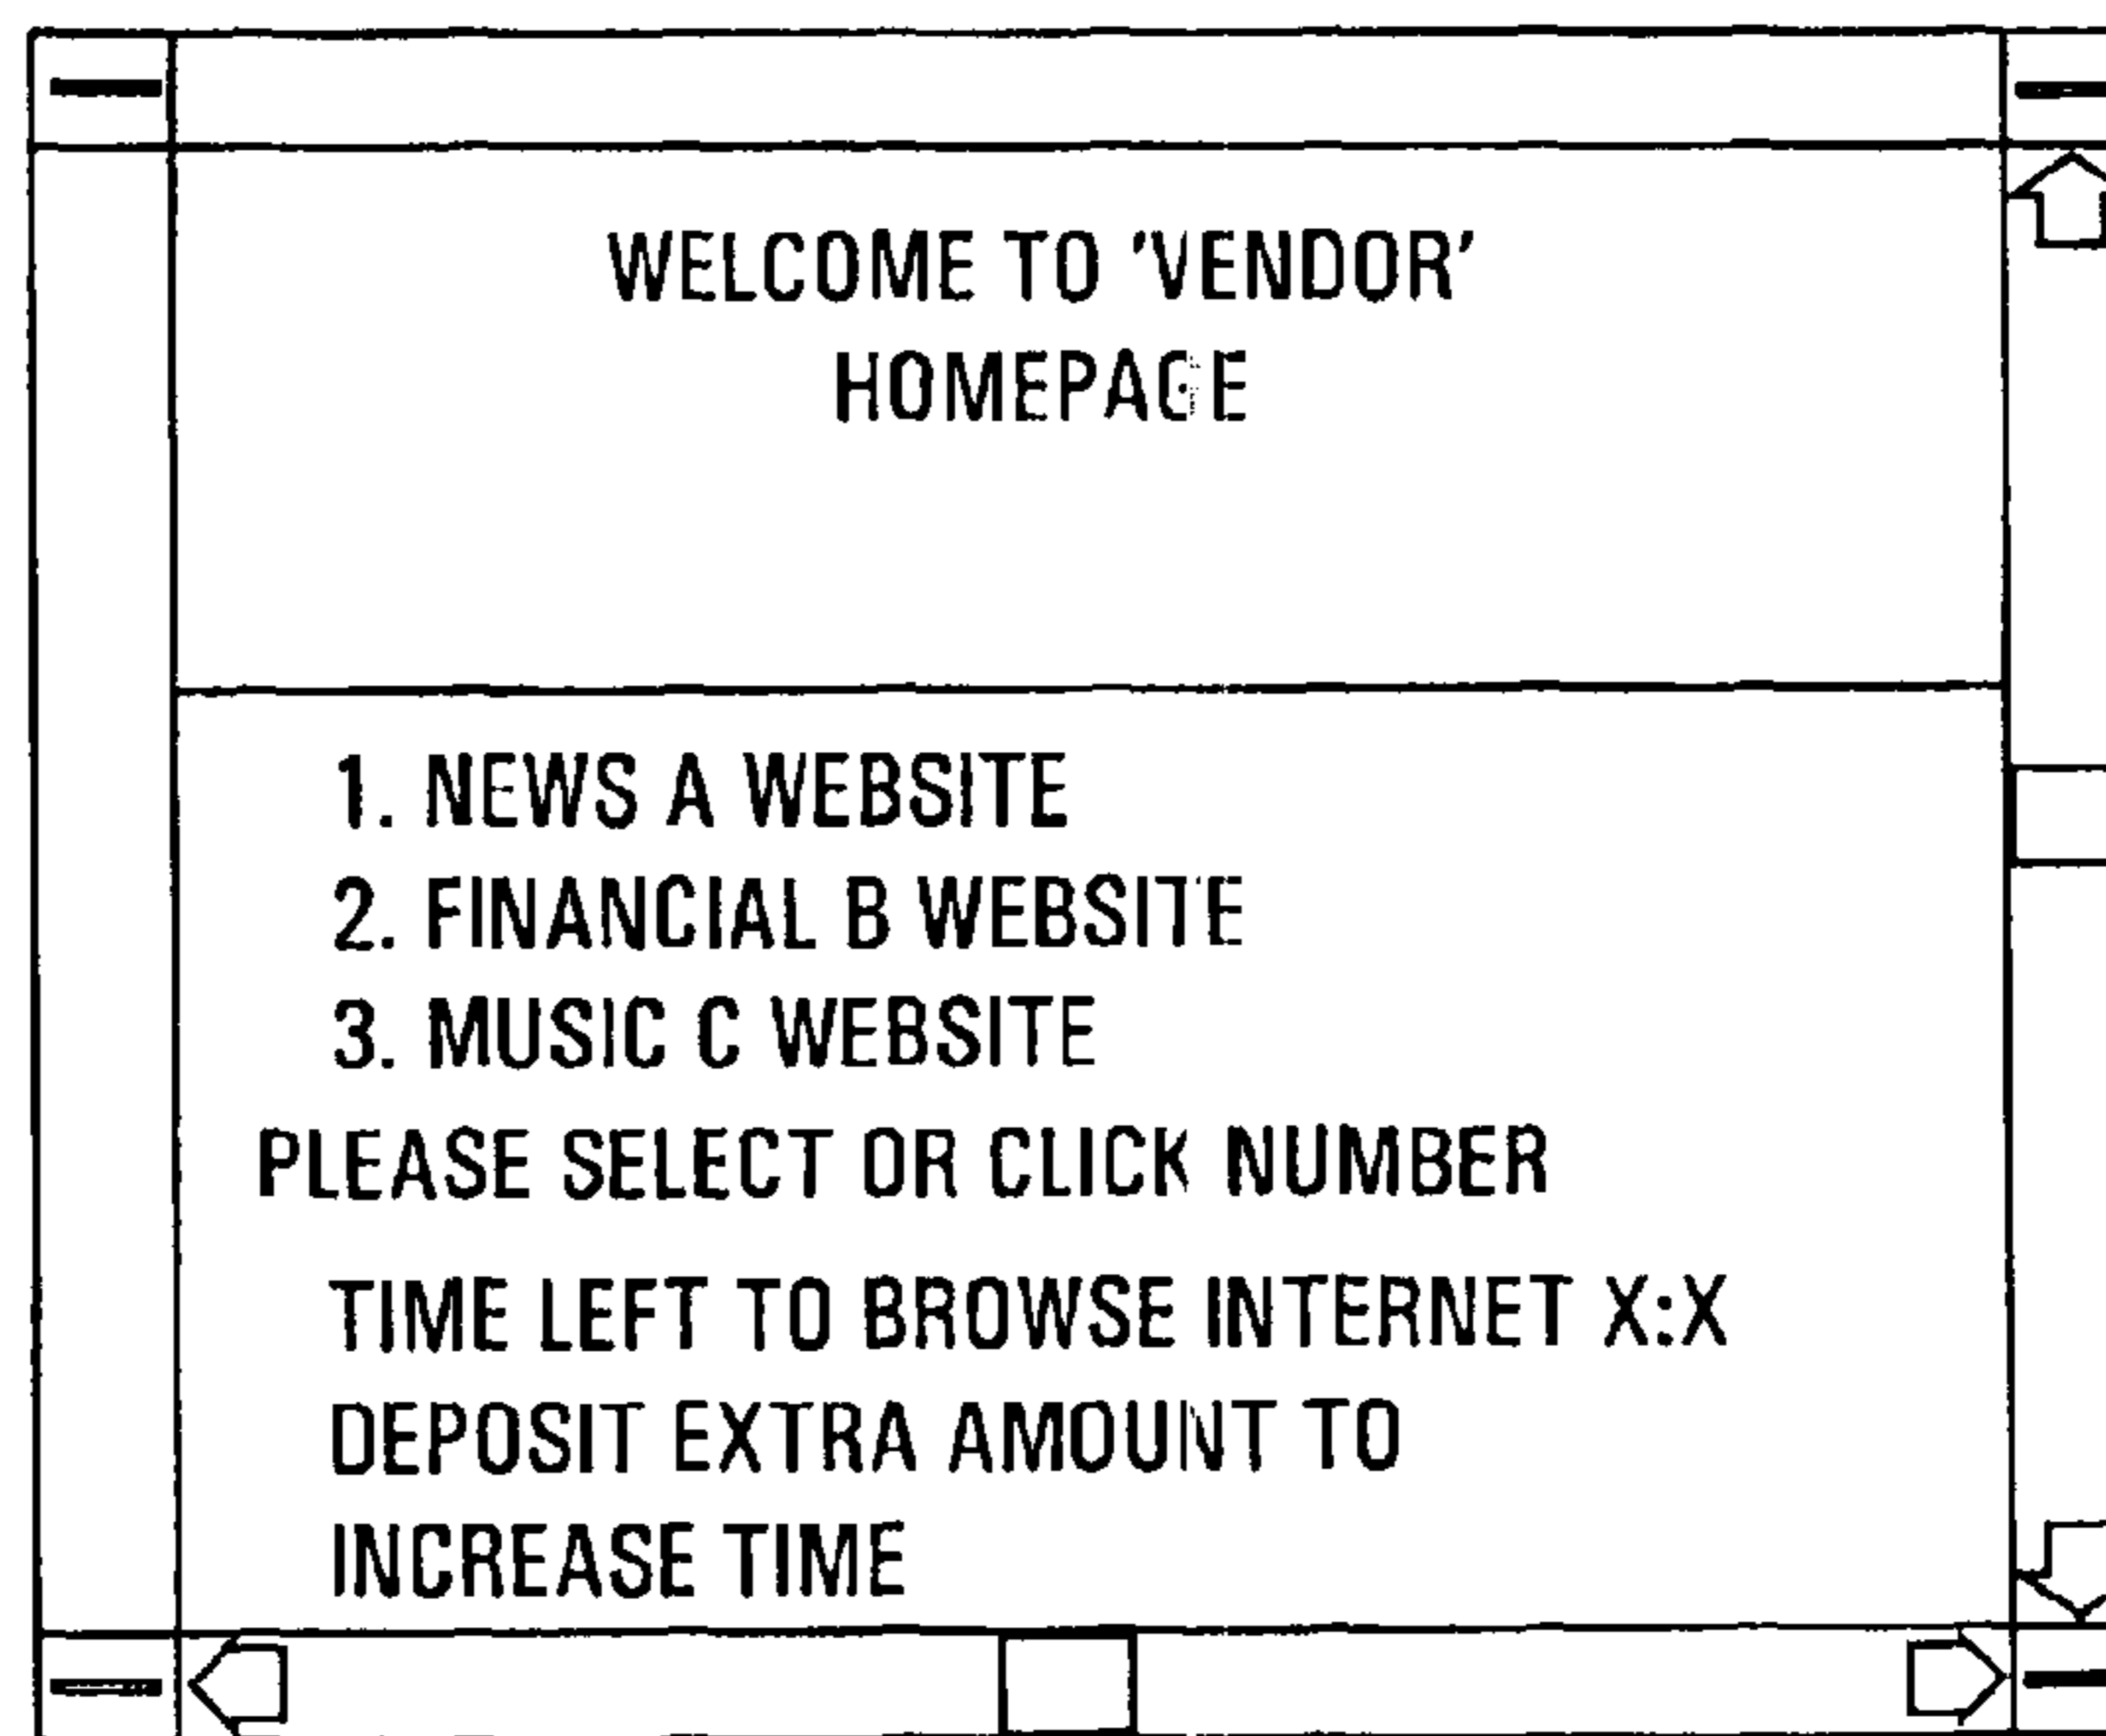 WELCOME TO 'VENDOR'
HOMEPAGE
1. NEWS A WEBSITE
2. FINANCIAL B WEBSITE
3. MUSIC C WEBSITE
PLEASE SELECT OR CLICK NUMBER
TIME LEFT TO BROWSE INTERNET X:X
DEPOSIT EXTRA AMOUNT TO
INCREASE TIME